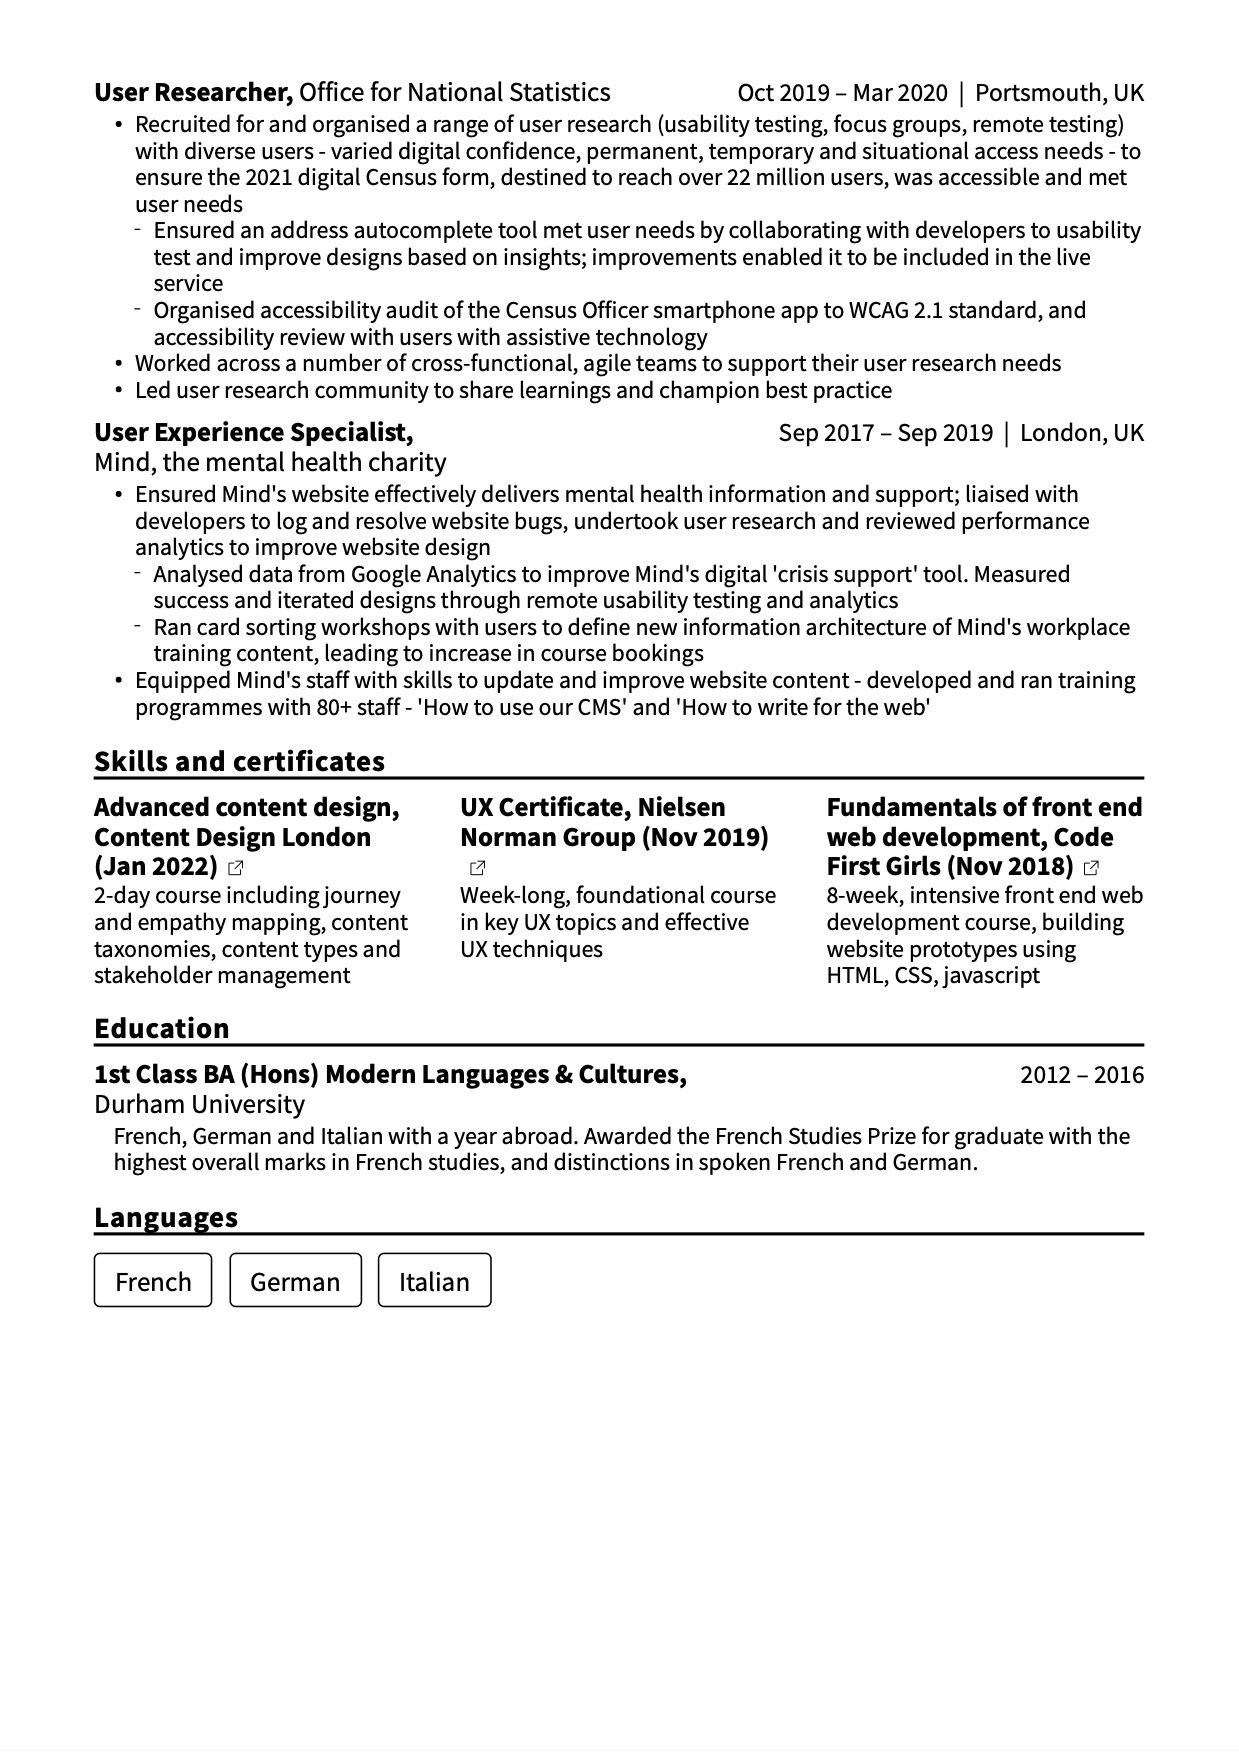 User Researcher, Office for National Statistics Oct 2019 – Mar 2020 | Portsmouth, UK
• Recruited for and organised a range of user research (usability testing, focus groups, remote testing)
with diverse users - varied digital confidence, permanent, temporary and situational access needs - to
ensure the 2021 digital Census form, destined to reach over 22 million users, was accessible and met
user needs
- Ensured an address autocomplete tool met user needs by collaborating with developers to usability
test and improve designs based on insights; improvements enabled it to be included in the live
service
- Organised accessibility audit of the Census Officer smartphone app to WCAG 2.1 standard, and
accessibility review with users with assistive technology
• Worked across a number of cross-functional, agile teams to support their user research needs
• Led user research community to share learnings and champion best practice
User Experience Specialist, Sep 2017 – Sep 2019 | London, UK
Mind, the mental health charity
• Ensured Mind's website effectively delivers mental health information and support; liaised with
developers to log and resolve website bugs, undertook user research and reviewed performance
analytics to improve website design
- Analysed data from Google Analytics to improve Mind's digital 'crisis support' tool. Measured
success and iterated designs through remote usability testing and analytics
- Ran card sorting workshops with users to define new information architecture of Mind's workplace
training content, leading to increase in course bookings
• Equipped Mind's staff with skills to update and improve website content - developed and ran training
programmes with 80+ staff - 'How to use our CMS' and 'How to write for the web'
Skills and certificates
Advanced content design,
Content Design London
(Jan 2022)
2-day course including journey
and empathy mapping, content
taxonomies, content types and
stakeholder management
UX Certificate, Nielsen
Norman Group (Nov 2019)
Week-long, foundational course
in key UX topics and effective
UX techniques
Fundamentals of front end
web development, Code
First Girls (Nov 2018)
8-week, intensive front end web
development course, building
website prototypes using
HTML, CSS, javascript
Education
1st Class BA (Hons) Modern Languages & Cultures, 2012 – 2016
Durham University
French, German and Italian with a year abroad. Awarded the French Studies Prize for graduate with the
highest overall marks in French studies, and distinctions in spoken French and German.
Languages
French German Italian